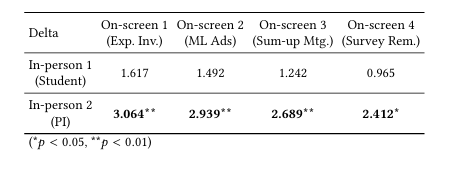 Delta On-screen 1 On-screen 2 On-screen 3 On-screen 4
(Exp. Inv.) (ML Ads) (Sum-up Mtg.) (Survey Rem.)
In-person 1
(Student) 1.617 1.492 1.242 0.965
In-person 2
(PI) 3.064** 2.939** 2.689** 2.412*
(*p < 0.05, **p < 0.01)